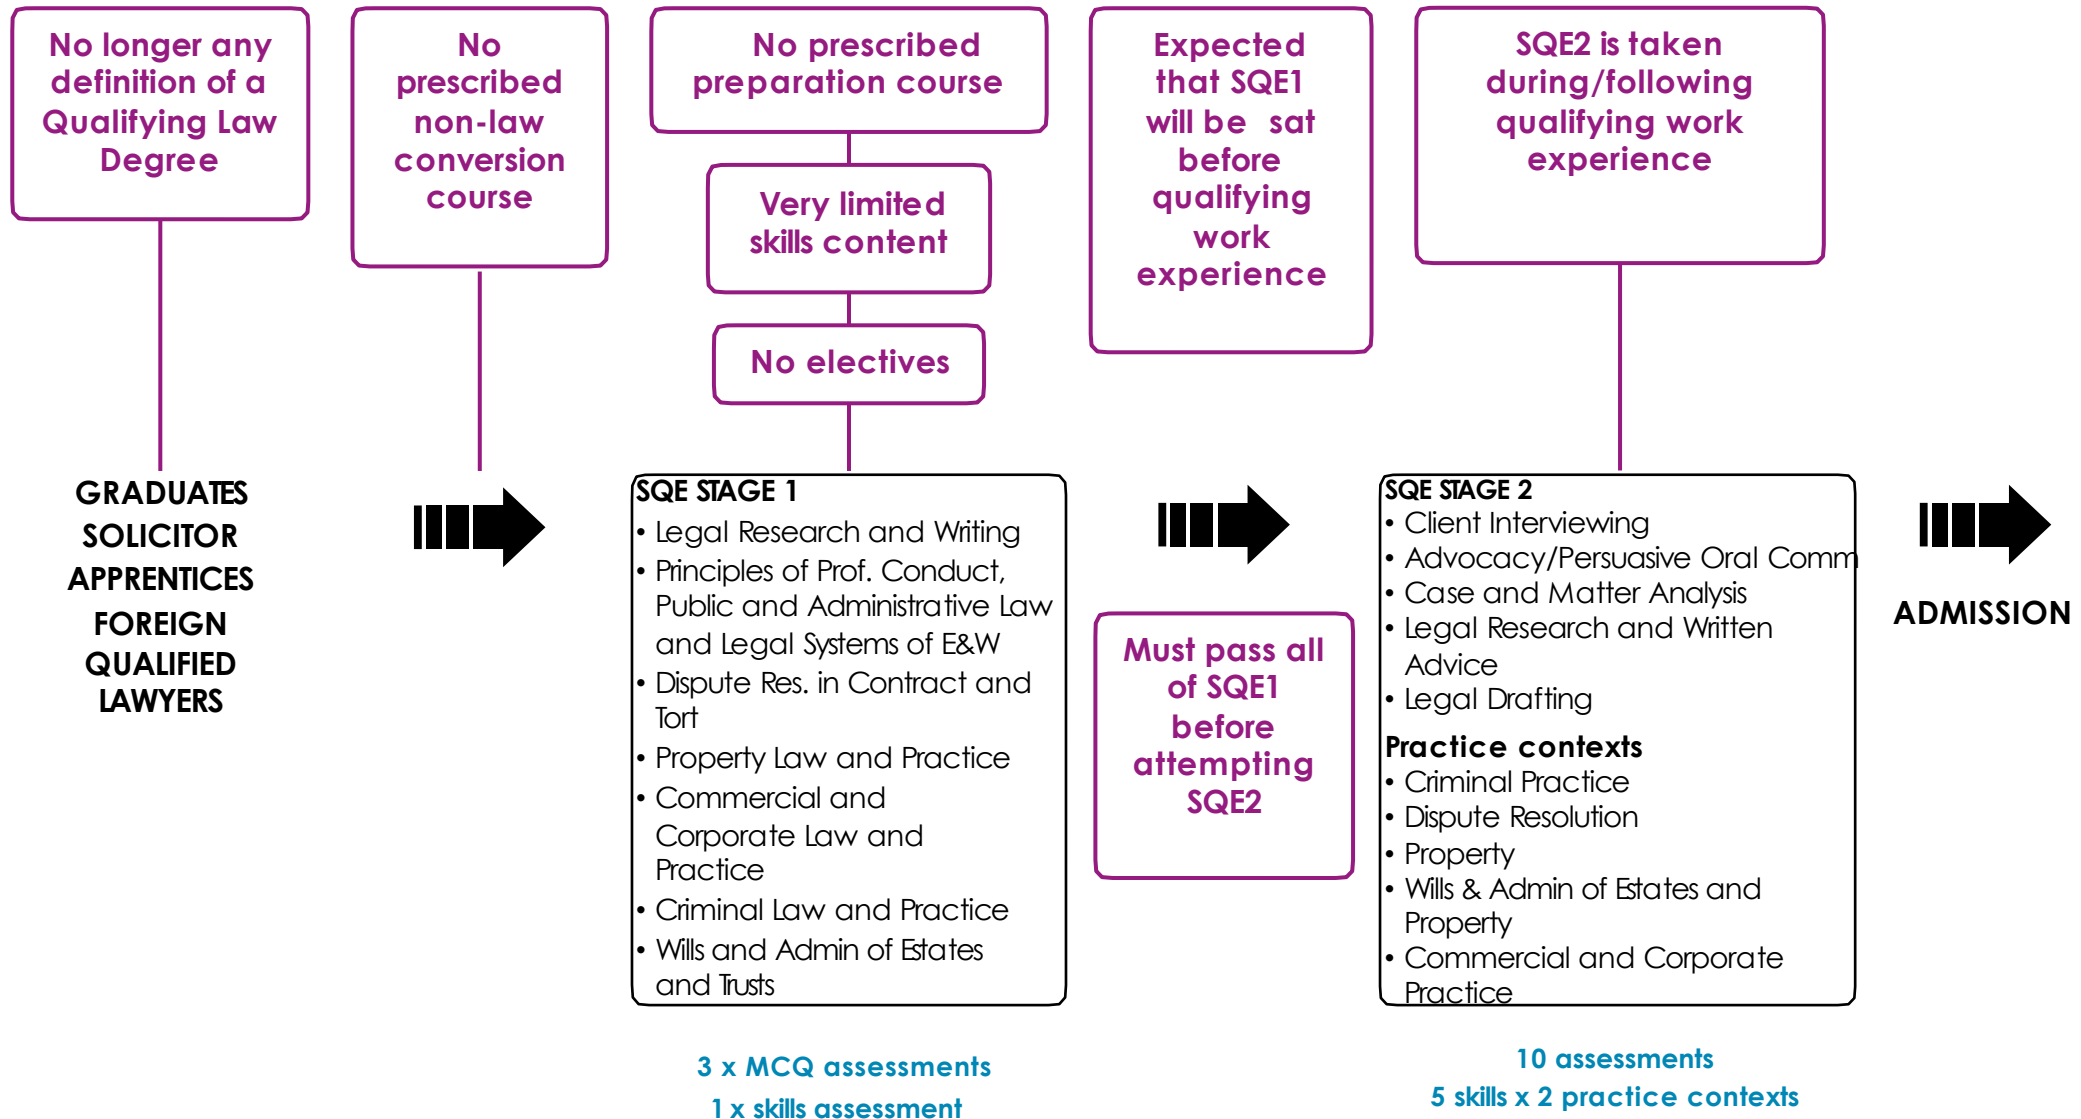 No longer any
definition of a
Qualifying Law
Degree
No
prescribed
non-law
conversion
course
No prescribed
preparation course
Very limited
skills content
No electives
Expected
that SQE1
will be sat
before
qualifying
work
experience
SQE2 is taken
during/following
qualifying work
experience
GRADUATES
SOLICITOR
APPRENTICES
FOREIGN
QUALIFIED
LAWYERS
SQE STAGE 1
• Legal Research and Writing
• Principles of Prof. Conduct,
Public and Administrative Law
and Legal Systems of E&W
• Dispute Res. in Contract and
Tort
• Property Law and Practice
• Commercial and
Corporate Law and
Practice
• Criminal Law and Practice
• Wills and Admin of Estates
and Trusts
3 x MCQ assessments
1 x skills assessment
Must pass all
of SQE1
before
attempting
SQE2
SQE STAGE 2
• Client Interviewing
• Advocacy/Persuasive Oral Comm
• Case and Matter Analysis
• Legal Research and Written
Advice
• Legal Drafting
Practice contexts
• Criminal Practice
• Dispute Resolution
• Property
• Wills & Admin of Estates and
Property
• Commercial and Corporate
Practice
10 assessments
5 skills x 2 practice contexts
ADMISSION